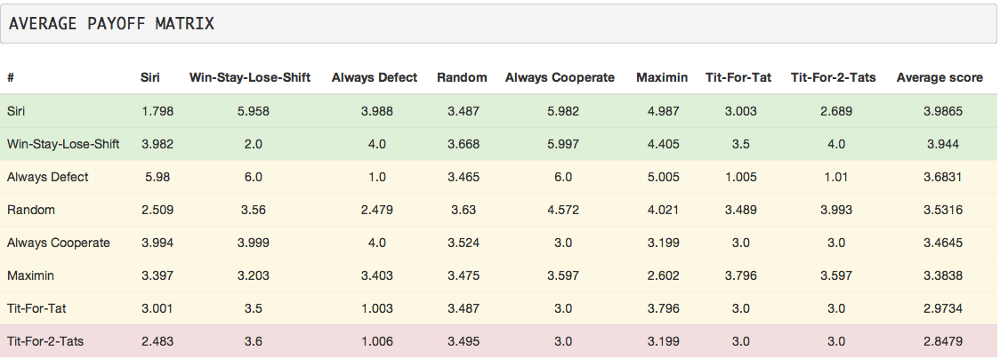 AVERAGE PAYOFF MATRIX
# Siri Win-Stay-Lose-Shift Always Defect Random Always Cooperate Maximin Tit-For-Tat Tit-For-2-Tats Average score
Siri 1.798 5.958 3.988 3.487 5.982 4.987 3.003 2.689 3.9865
Win-Stay-Lose-Shift 3.982 2.0 4.0 3.668 5.997 4.405 3.5 4.0 3.944
Always Defect 5.98 6.0 1.0 3.465 6.0 5.005 1.005 1.01 3.6831
Random 2.509 3.56 2.479 3.63 4.572 4.021 3.489 3.993 3.5316
Always Cooperate 3.994 3.999 4.0 3.524 3.0 3.199 3.0 3.0 3.4645
Maximin 3.397 3.203 3.403 3.475 3.597 2.602 3.796 3.597 3.3838
Tit-For-Tat 3.001 3.5 1.003 3.487 3.0 3.796 3.0 3.0 2.9734
Tit-For-2-Tats 2.483 3.6 1.006 3.495 3.0 3.199 3.0 3.0 2.8479